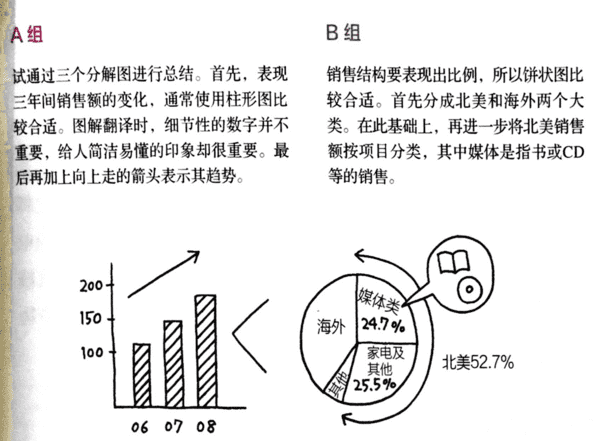 A 组
试通过三个分解图进行总结。首先，表现
三年间销售额的变化，通常使用柱形图比
较合适。图解翻译时，细节性的数字并不
重要，给人简洁易懂的印象却很重要。最
后再加上向上走的箭头表示其趋势。
B 组
销售结构要表现出比例，所以饼状图比
较合适。首先分成北美和海外两个大
类。在此基础上，再进一步将北美销售
额按项目分类，其中媒体是指书或CD
等的销售。
200
150
100
06 07 08
海外
媒体类
24.7%
家电及
其他
25.5%
其他
北美52.7%